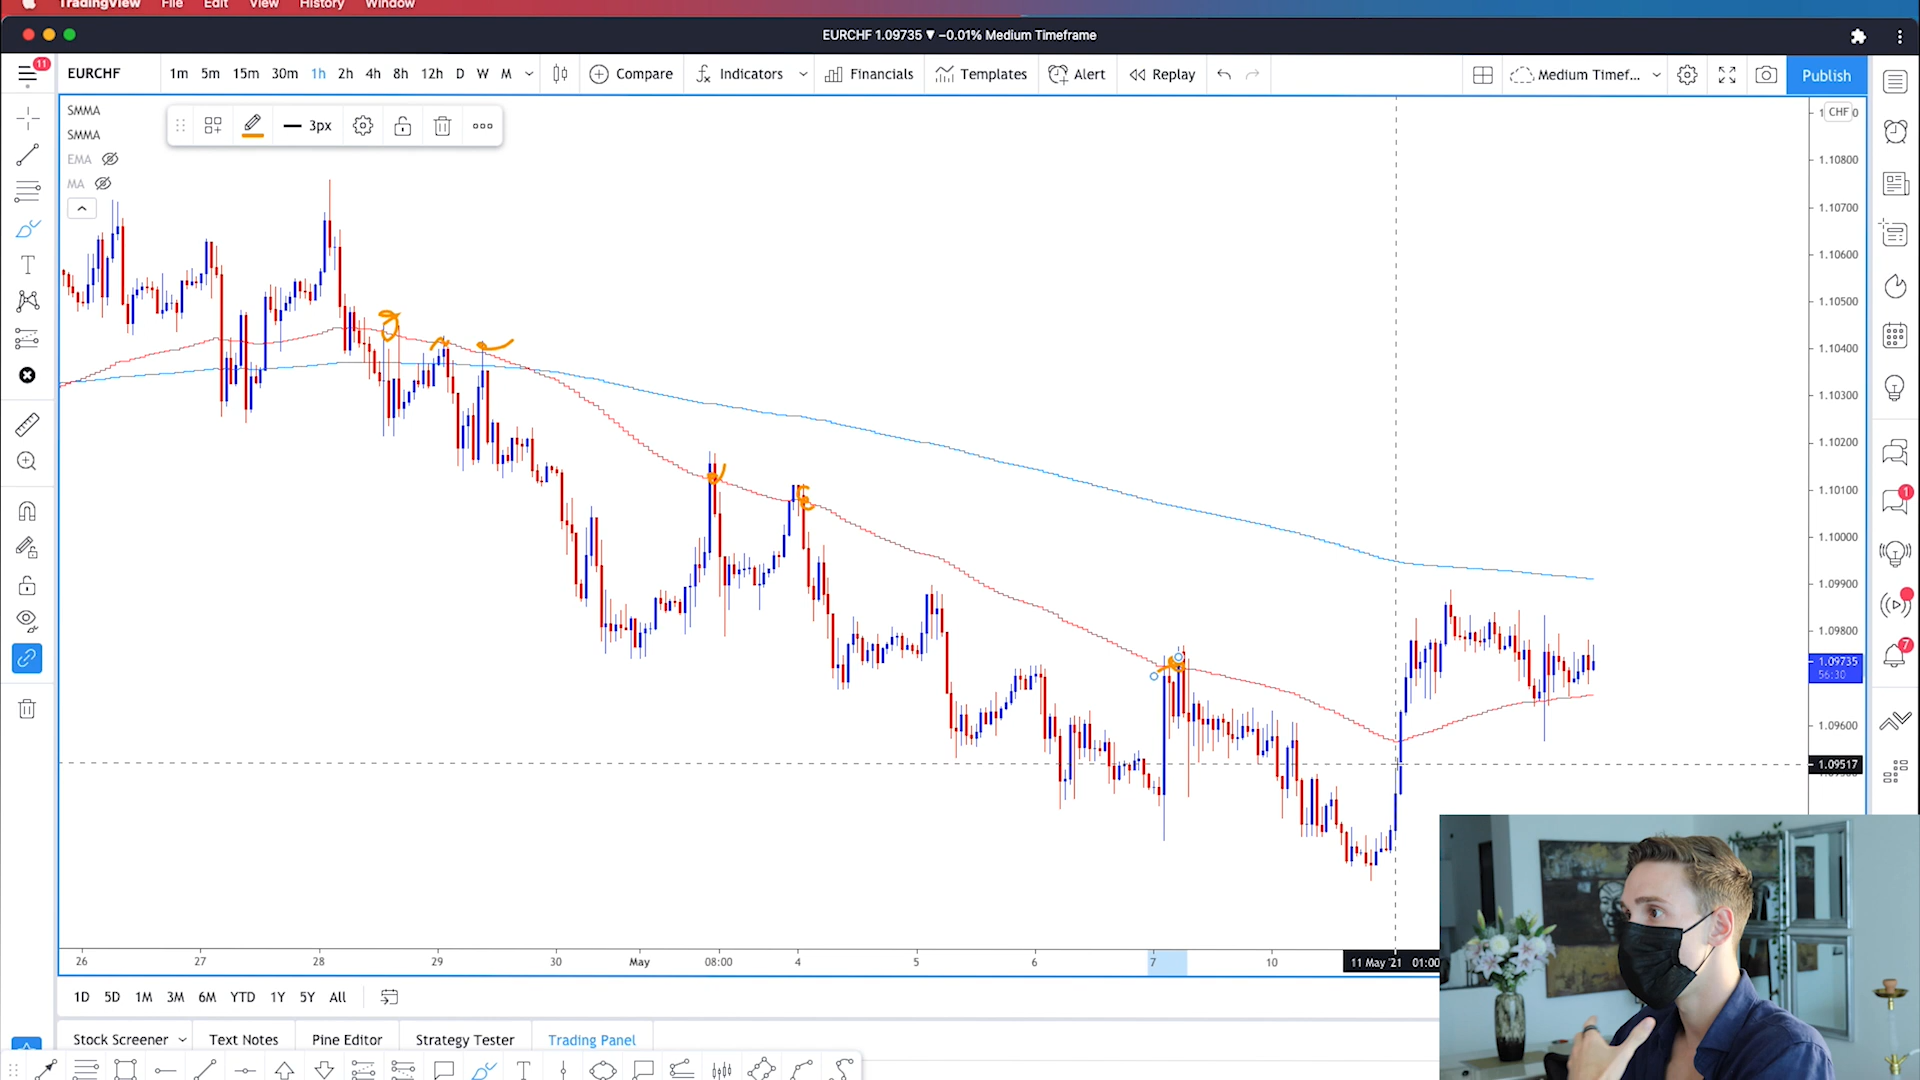 TradingView File Edit View History Window
EURCHF 1.09735 ▼ −0.01% Medium Timeframe
11 EURCHF 1m 5m 15m 30m 1h 2h 4h 8h 12h D W M Compare Indicators Financials Templates Alert Replay Medium Timef... Publish
SMMA
SMMA
EMA
MA
3px
CHF
1.10800
1.10700
1.10600
1.10500
1.10400
1.10300
1.10200
1.10100
1.10000
1.09900
1.09800
1.09735
56:30
1.09600
1.09517
1
7
26 27 28 29 30 May 08:00 4 5 6 7 10 11 May '21 01:00
1D 5D 1M 3M 6M YTD 1Y 5Y All
Stock Screener Text Notes Pine Editor Strategy Tester Trading Panel